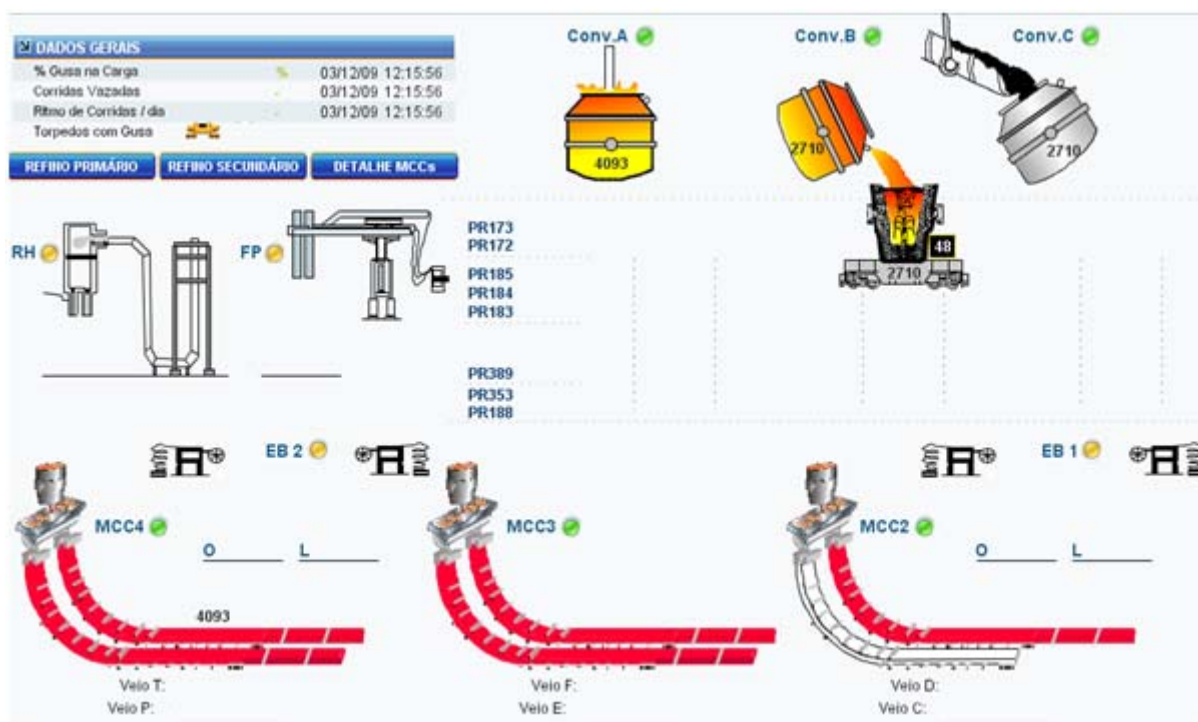 DADOS GERAIS
% Gusa na Carga % 03/12/09 12:15:56
Corridas Vazadas 03/12/09 12:15:56
Ritmo de Corridas / dia 03/12/09 12:15:56
Torpedos com Gusa
REFINO PRIMÁRIO REFINO SECUNDÁRIO DETALHE MCCs
Conv.A Conv.B Conv.C
4093 2710 2710
RH FP
PR173
PR172
48
2710
PR185
PR184
PR183
PR389
PR353
PR188
EB 2 EB 1
MCC4 MCC3 MCC2
O L O L
4093
Veio T: Veio F: Veio D:
Veio P: Veio E: Veio C: